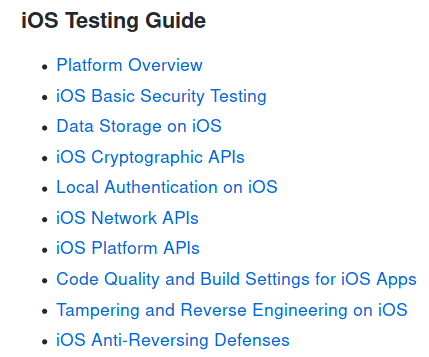 iOS Testing Guide
Platform Overview
iOS Basic Security Testing
Data Storage on iOS
iOS Cryptographic APIs
Local Authentication on iOS
iOS Network APIs
iOS Platform APIs
Code Quality and Build Settings for iOS Apps
Tampering and Reverse Engineering on iOS
iOS Anti-Reversing Defenses